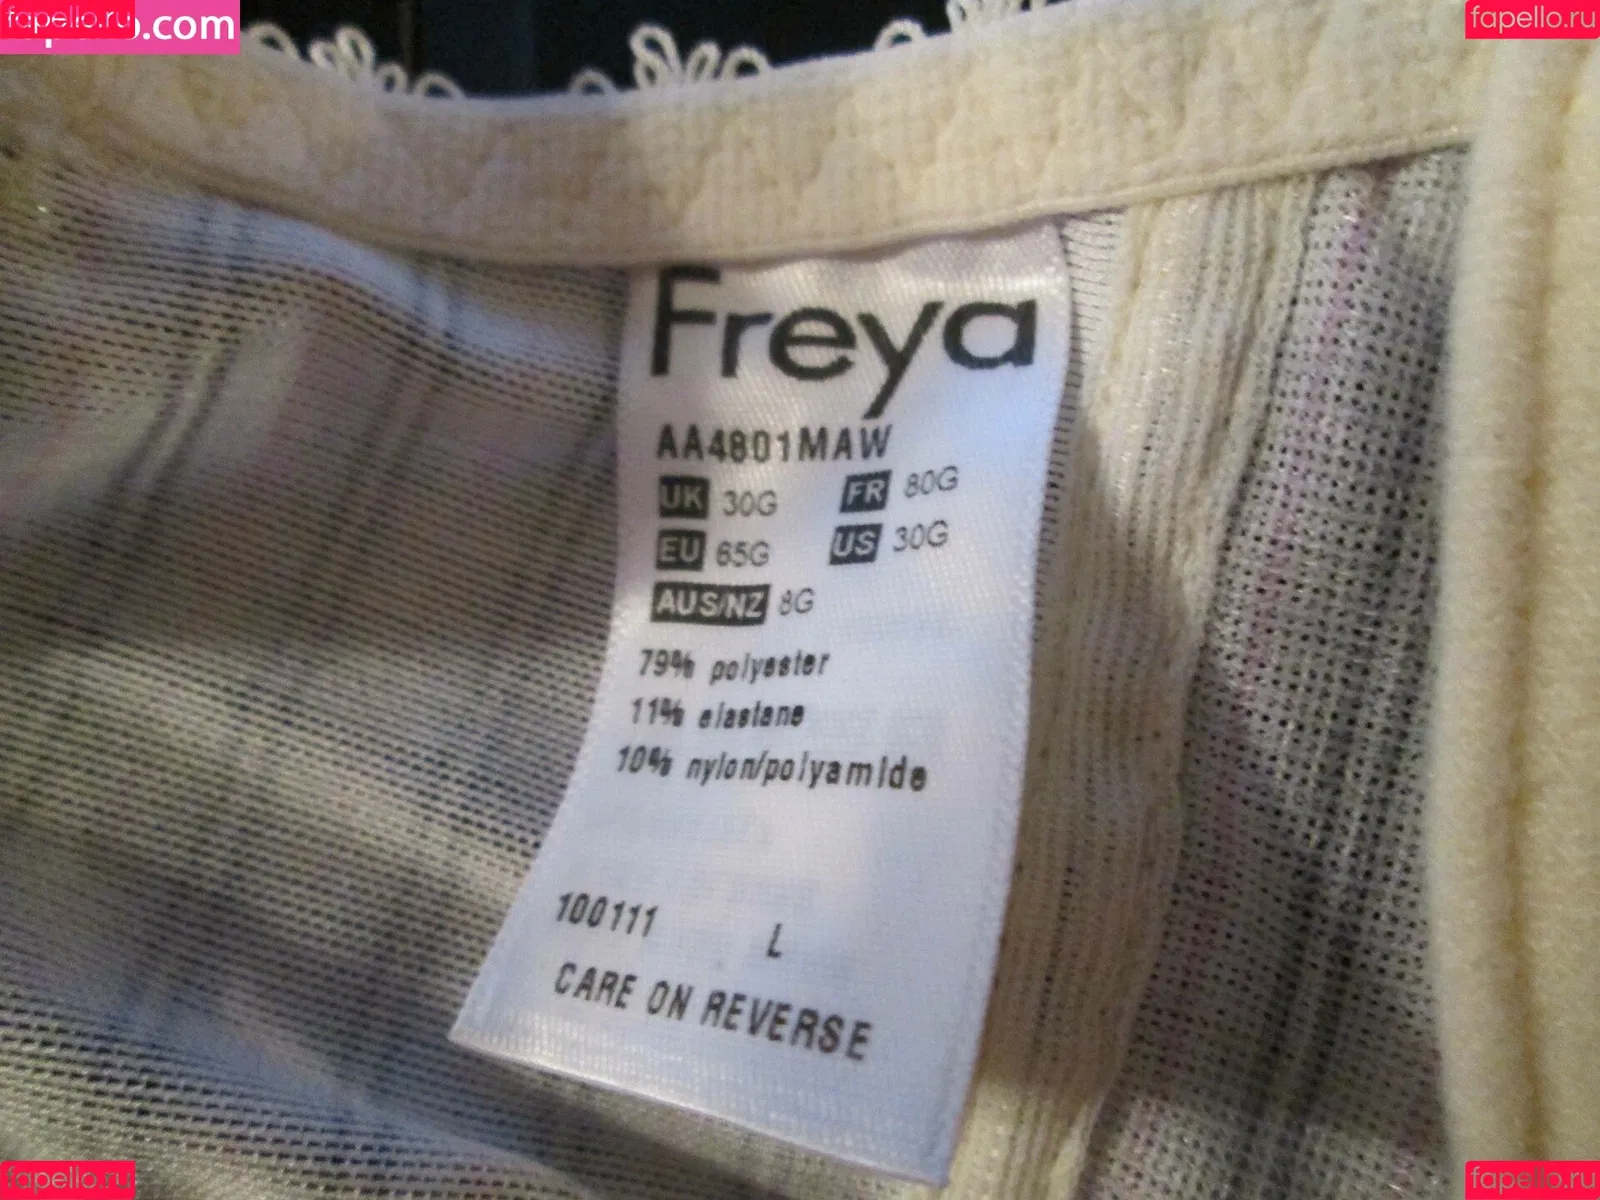 fapello.ru
fapello.ru
.com
Freya
AA4801MAW
UK 30G FR 80G
EU 65G US 30G
AUS/NZ 8G
79% polyester
11% elastane
10% nylon/polyamide
100111 L
CARE ON REVERSE
fapello.ru
fapello.ru